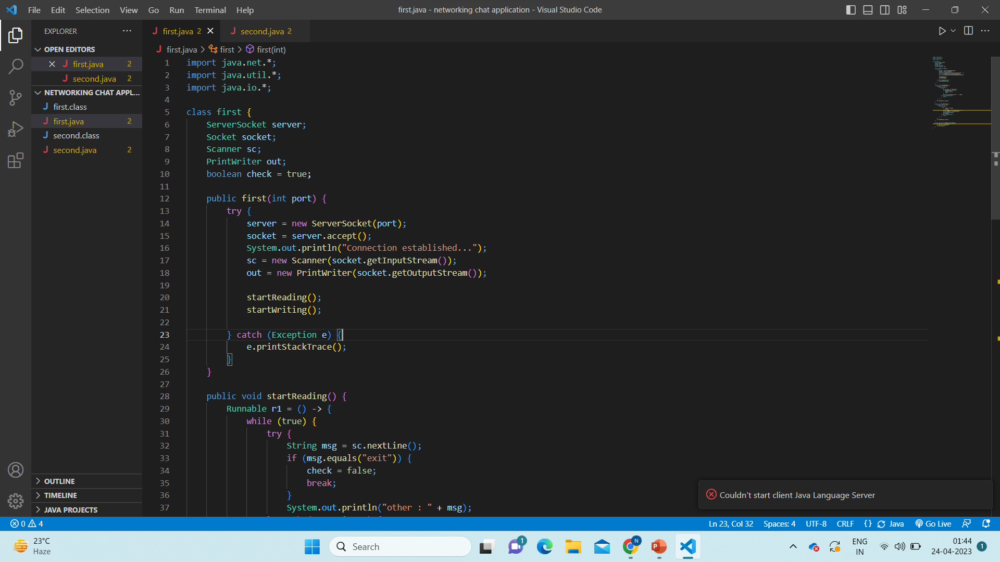 File Edit Selection View Go Run Terminal Help
first.java - networking chat application - Visual Studio Code
EXPLORER
OPEN EDITORS
first.java 2
second.java 2
NETWORKING CHAT APPL...
first.class
first.java 2
second.class
second.java 2
OUTLINE
TIMELINE
JAVA PROJECTS
first.java 2 second.java 2
first.java > first > first(int)
1 import java.net.*;
2 import java.util.*;
3 import java.io.*;
4
5 class first {
6 ServerSocket server;
7 Socket socket;
8 Scanner sc;
9 PrintWriter out;
10 boolean check = true;
11
12 public first(int port) {
13 try {
14 server = new ServerSocket(port);
15 socket = server.accept();
16 System.out.println("Connection established...");
17 sc = new Scanner(socket.getInputStream());
18 out = new PrintWriter(socket.getOutputStream());
19
20 startReading();
21 startWriting();
22
23 } catch (Exception e) {
24 e.printStackTrace();
25 }
26 }
27
28 public void startReading() {
29 Runnable r1 = () -> {
30 while (true) {
31 try {
32 String msg = sc.nextLine();
33 if (msg.equals("exit")) {
34 check = false;
35 break;
36 }
37 System.out.println("other : " + msg);
Couldn't start client Java Language Server
0 4
Ln 23, Col 32 Spaces: 4 UTF-8 CRLF {} Java Go Live
23°C
Haze
Search
1
N
ENG
IN
01:44
24-04-2023
1